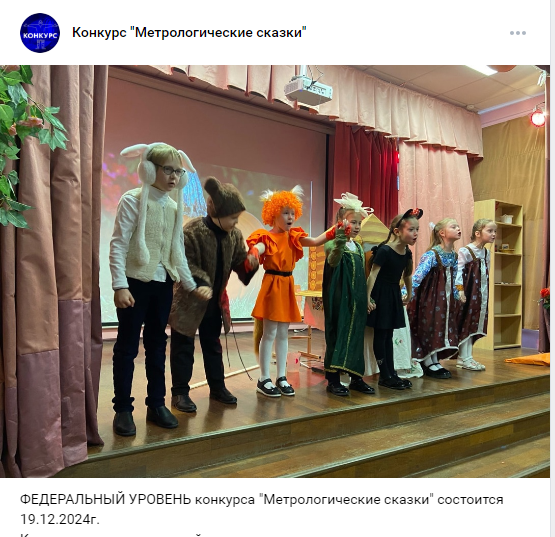 КОНКУРС
Конкурс "Метрологические сказки"
ФЕДЕРАЛЬНЫЙ УРОВЕНЬ конкурса "Метрологические сказки" состоится
19.12.2024г.